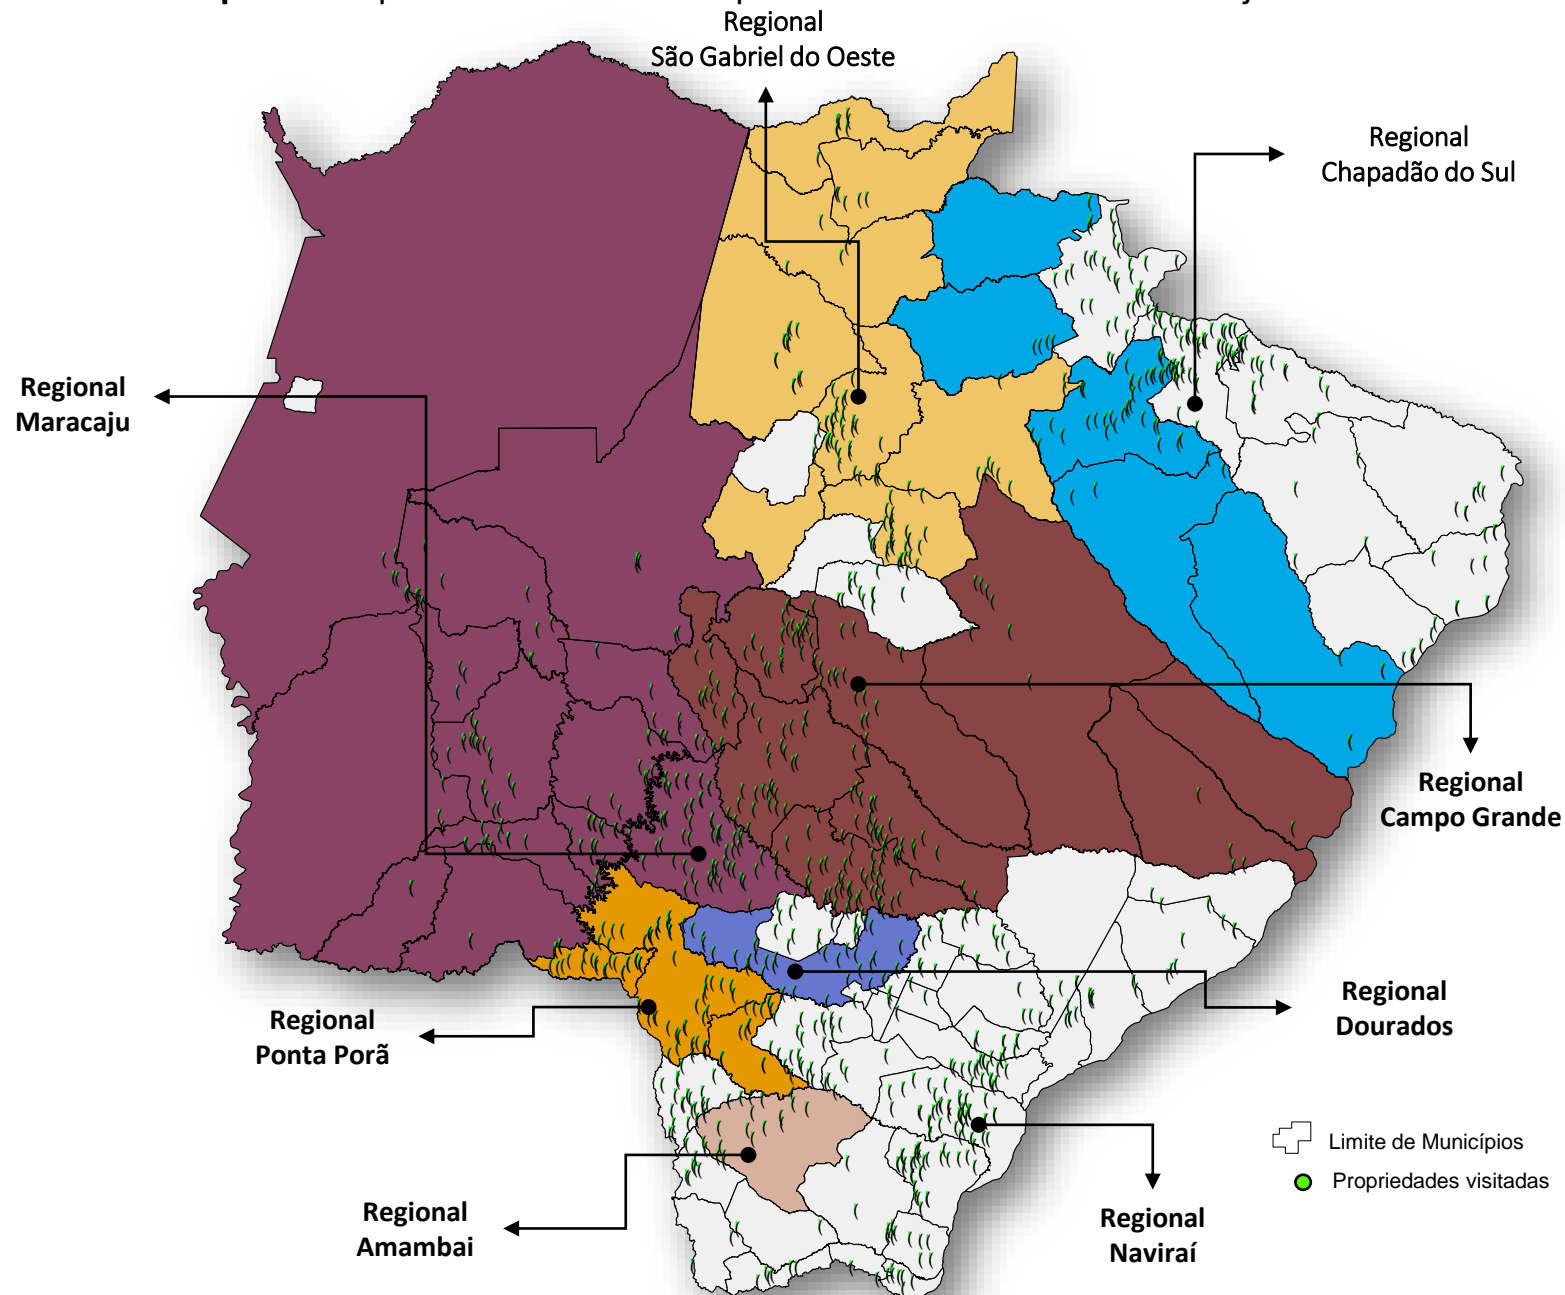 Regional
São Gabriel do Oeste
Regional
Chapadão do Sul
Regional
Maracaju
Regional
Campo Grande
Regional
Dourados
Regional
Ponta Porã
Limite de Municípios
Propriedades visitadas
Regional
Amambai
Regional
Naviraí